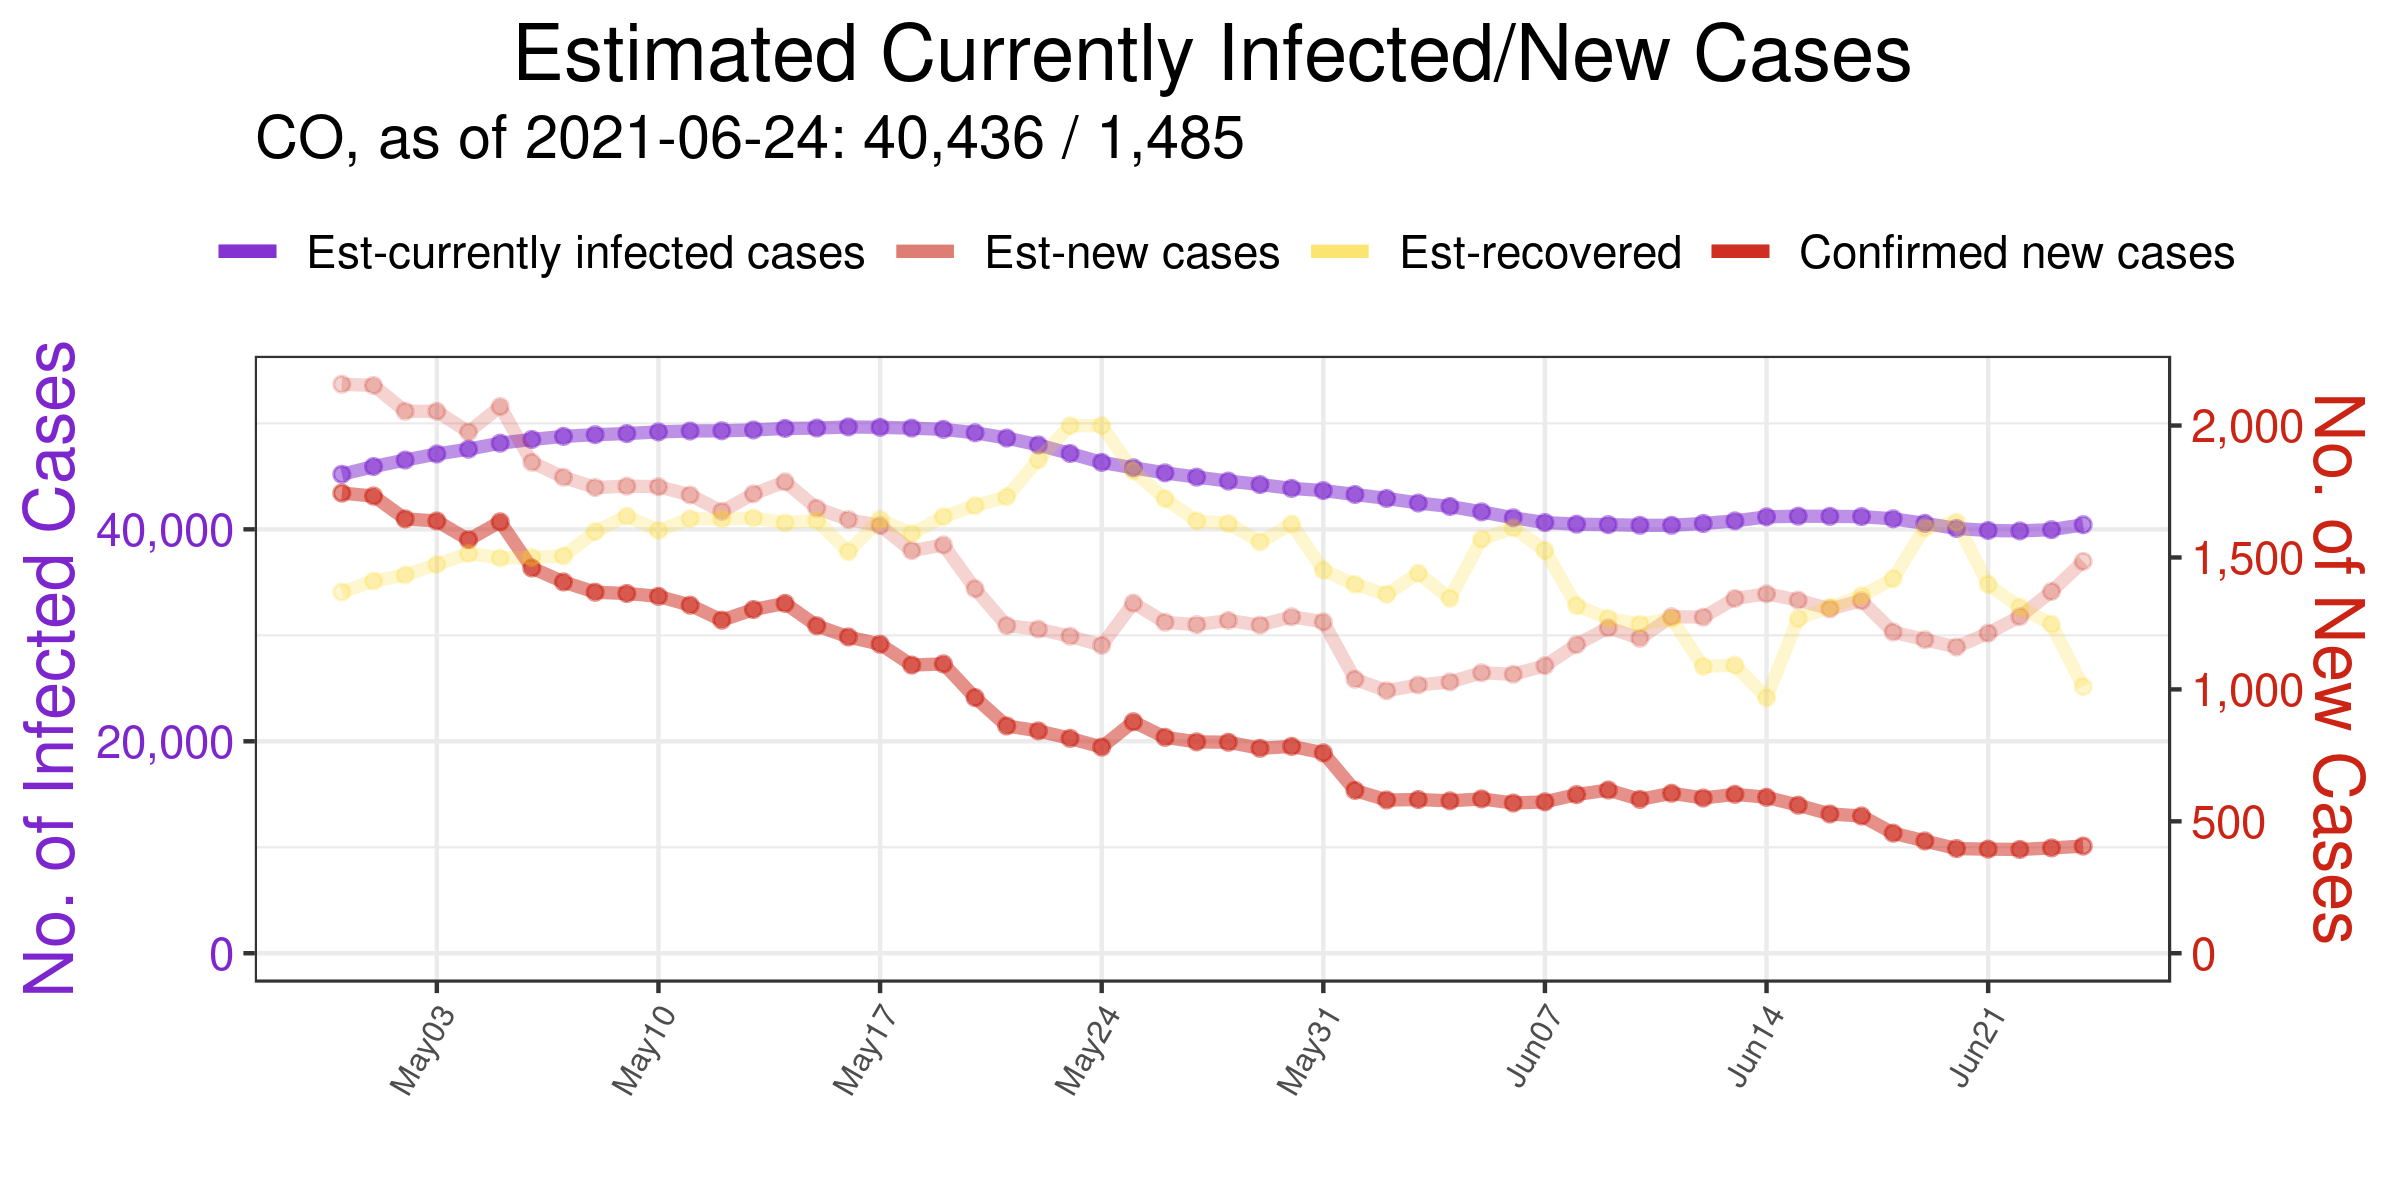 Estimated Currently Infected/New Cases
CO, as of 2021-06-24: 40,436 / 1,485
Est-currently infected cases Est-new cases Est-recovered Confirmed new cases
No. of Infected Cases
40,000
20,000
0
2,000
1,500
1,000
500
0
No. of New Cases
May03 May10 May17 May24 May31 Jun07 Jun14 Jun21